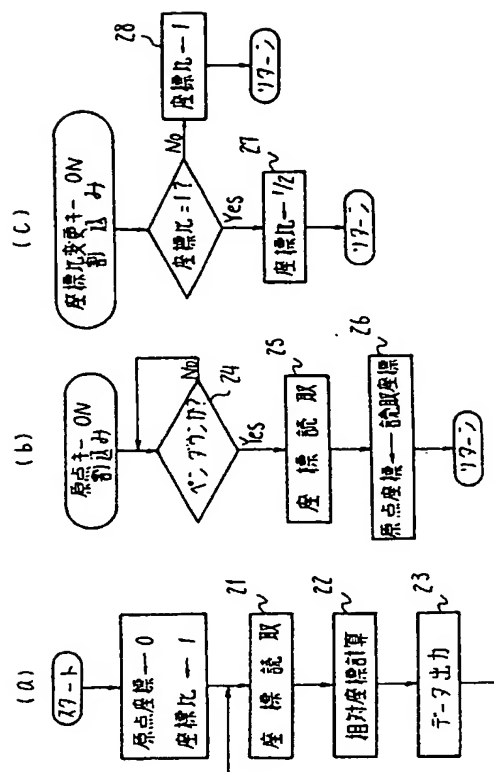 (a)
スタート
原点座標←0
座標比←1
座標読取
21
相対座標計算
22
データ出力
23
(b)
原点キーON
割込み
ペンダウンか?
No
24
Yes
座標読取
25
原点座標←読取座標
26
リターン
(c)
座標比変更キーON
割込み
座標比=1?
No
座標比←1
28
リターン
Yes
座標比←1/2
27
リターン